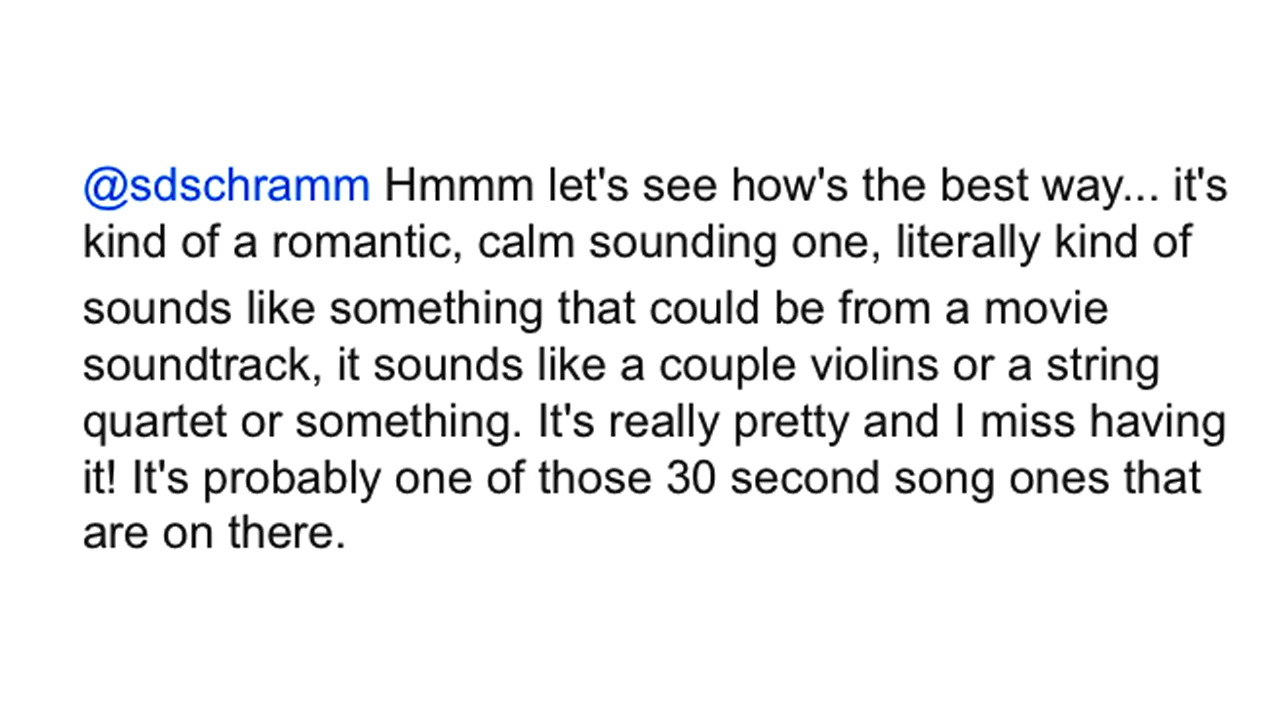 @sdschramm Hmmm let's see how's the best way... it's
kind of a romantic, calm sounding one, literally kind of
sounds like something that could be from a movie
soundtrack, it sounds like a couple violins or a string
quartet or something. It's really pretty and I miss having
it! It's probably one of those 30 second song ones that
are on there.